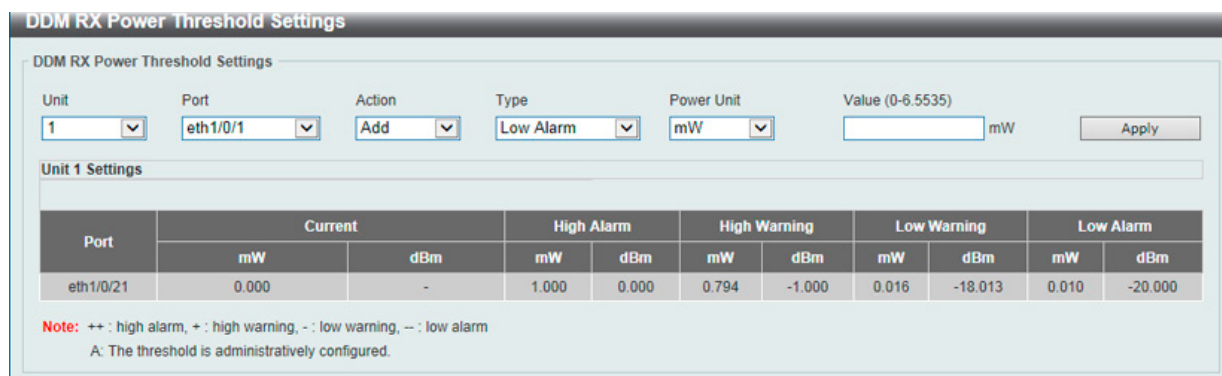 DDM RX Power Threshold Settings
DDM RX Power Threshold Settings
Unit Port Action Type Power Unit Value (0-6.5535)
1 eth1/0/1 Add Low Alarm mW mW Apply
Unit 1 Settings
Port Current High Alarm High Warning Low Warning Low Alarm
mW dBm mW dBm mW dBm mW dBm mW dBm
eth1/0/21 0.000 - 1.000 0.000 0.794 -1.000 0.016 -18.013 0.010 -20.000
Note: ++ : high alarm, + : high warning, - : low warning, -- : low alarm
A: The threshold is administratively configured.